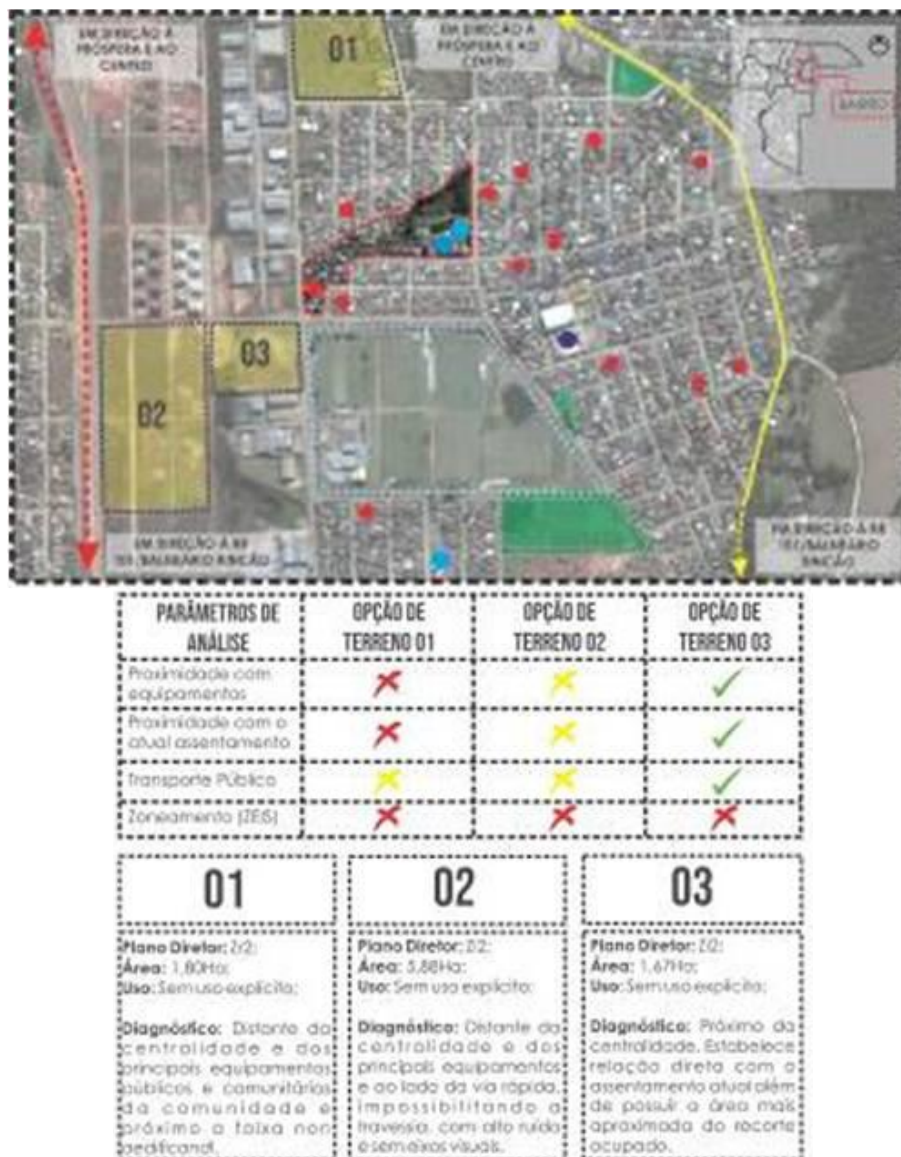 EM DIREÇÃO À
PRÓSPERA E AO
CENTRO
01
EM DIREÇÃO À
PRÓSPERA E AO
CENTRO
BAIRRO
03
02
EM DIREÇÃO À BR
101/BALNEÁRIO RINCÃO
EM DIREÇÃO À BR
101/BALNEÁRIO
RINCÃO
PARÂMETROS DE
ANÁLISE
OPÇÃO DE
TERRENO 01
OPÇÃO DE
TERRENO 02
OPÇÃO DE
TERRENO 03
Proximidade com
equipamentos
Proximidade com o
atual assentamento
Transporte Público
Zoneamento (ZEIS)
01
Plano Diretor: Zr2;
Área: 1,80Ha;
Uso: Sem uso explícito;
Diagnóstico: Distante da
centralidade e dos
principais equipamentos
públicos e comunitários
da comunidade e
próximo a faixa non
aedificandi.
02
Plano Diretor:
Área: 5,88Ha;
Uso: Sem uso explícito;
Diagnóstico: Distante da
centralidade e dos
principais equipamentos
e ao lado da via rápida,
impossibilitando a
travessia, com alto ruído
e sem eixos visuais.
03
Plano Diretor:
Área: 1,67Ha;
Uso: Sem uso explícito;
Diagnóstico: Próximo da
centralidade. Estabelece
relação direta com o
assentamento atual além
de possuir a área mais
aproximada do recorte
ocupado.